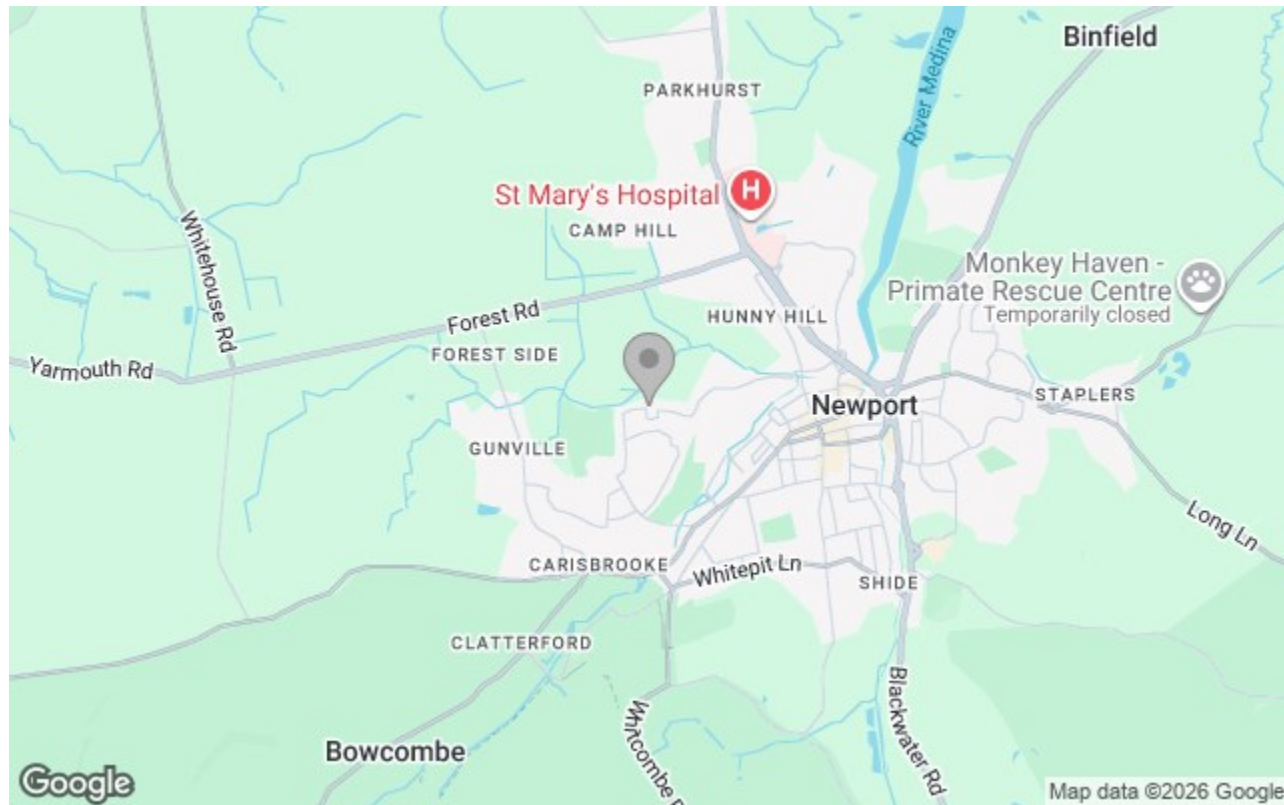 Binfield
PARKHURST
River Medina
St Mary's Hospital
H
CAMP HILL
Whitehouse Rd
Monkey Haven -
Primate Rescue Centre
Temporarily closed
Forest Rd
HUNNY HILL
FOREST SIDE
Yarmouth Rd
STAPLERS
Newport
GUNVILLE
Long Ln
CARISBROOKE
Whitepit Ln
SHIDE
CLATTERFORD
Blackwater Rd
Bowcombe
Google
Map data ©2026 Google